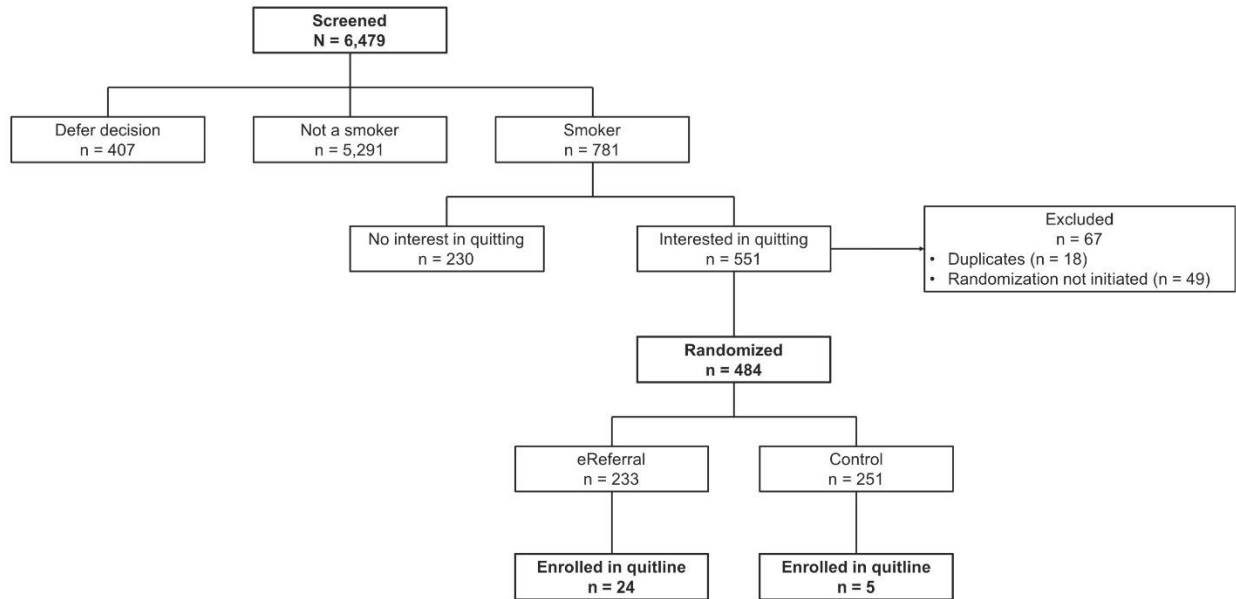 Screened
N = 6,479
Defer decision
n = 407
Not a smoker
n = 5,291
Smoker
n = 781
No interest in quitting
n = 230
Interested in quitting
n = 551
Excluded
n = 67
• Duplicates (n = 18)
• Randomization not initiated (n = 49)
Randomized
n = 484
eReferral
n = 233
Control
n = 251
Enrolled in quitline
n = 24
Enrolled in quitline
n = 5